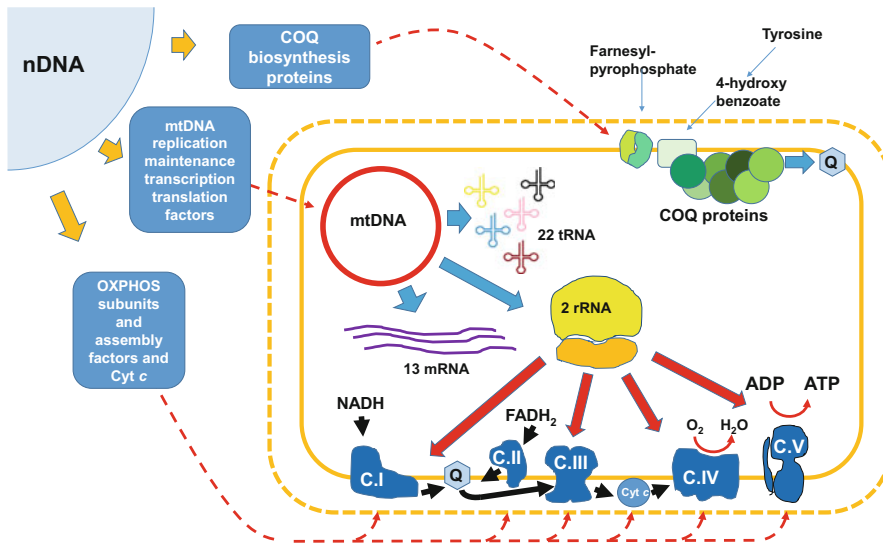 nDNA
COQ
biosynthesis
proteins
mtDNA
replication
maintenance
transcription
translation
factors
OXPHOS
subunits
and
assembly
factors and
Cyt c
Farnesyl-
pyrophosphate
Tyrosine
4-hydroxy
benzoate
Q
COQ proteins
mtDNA
22 tRNA
2 rRNA
13 mRNA
NADH
FADH₂
ADP
ATP
O₂
H₂O
C.I
Q
C.II
C.III
Cyt c
C.IV
C.V